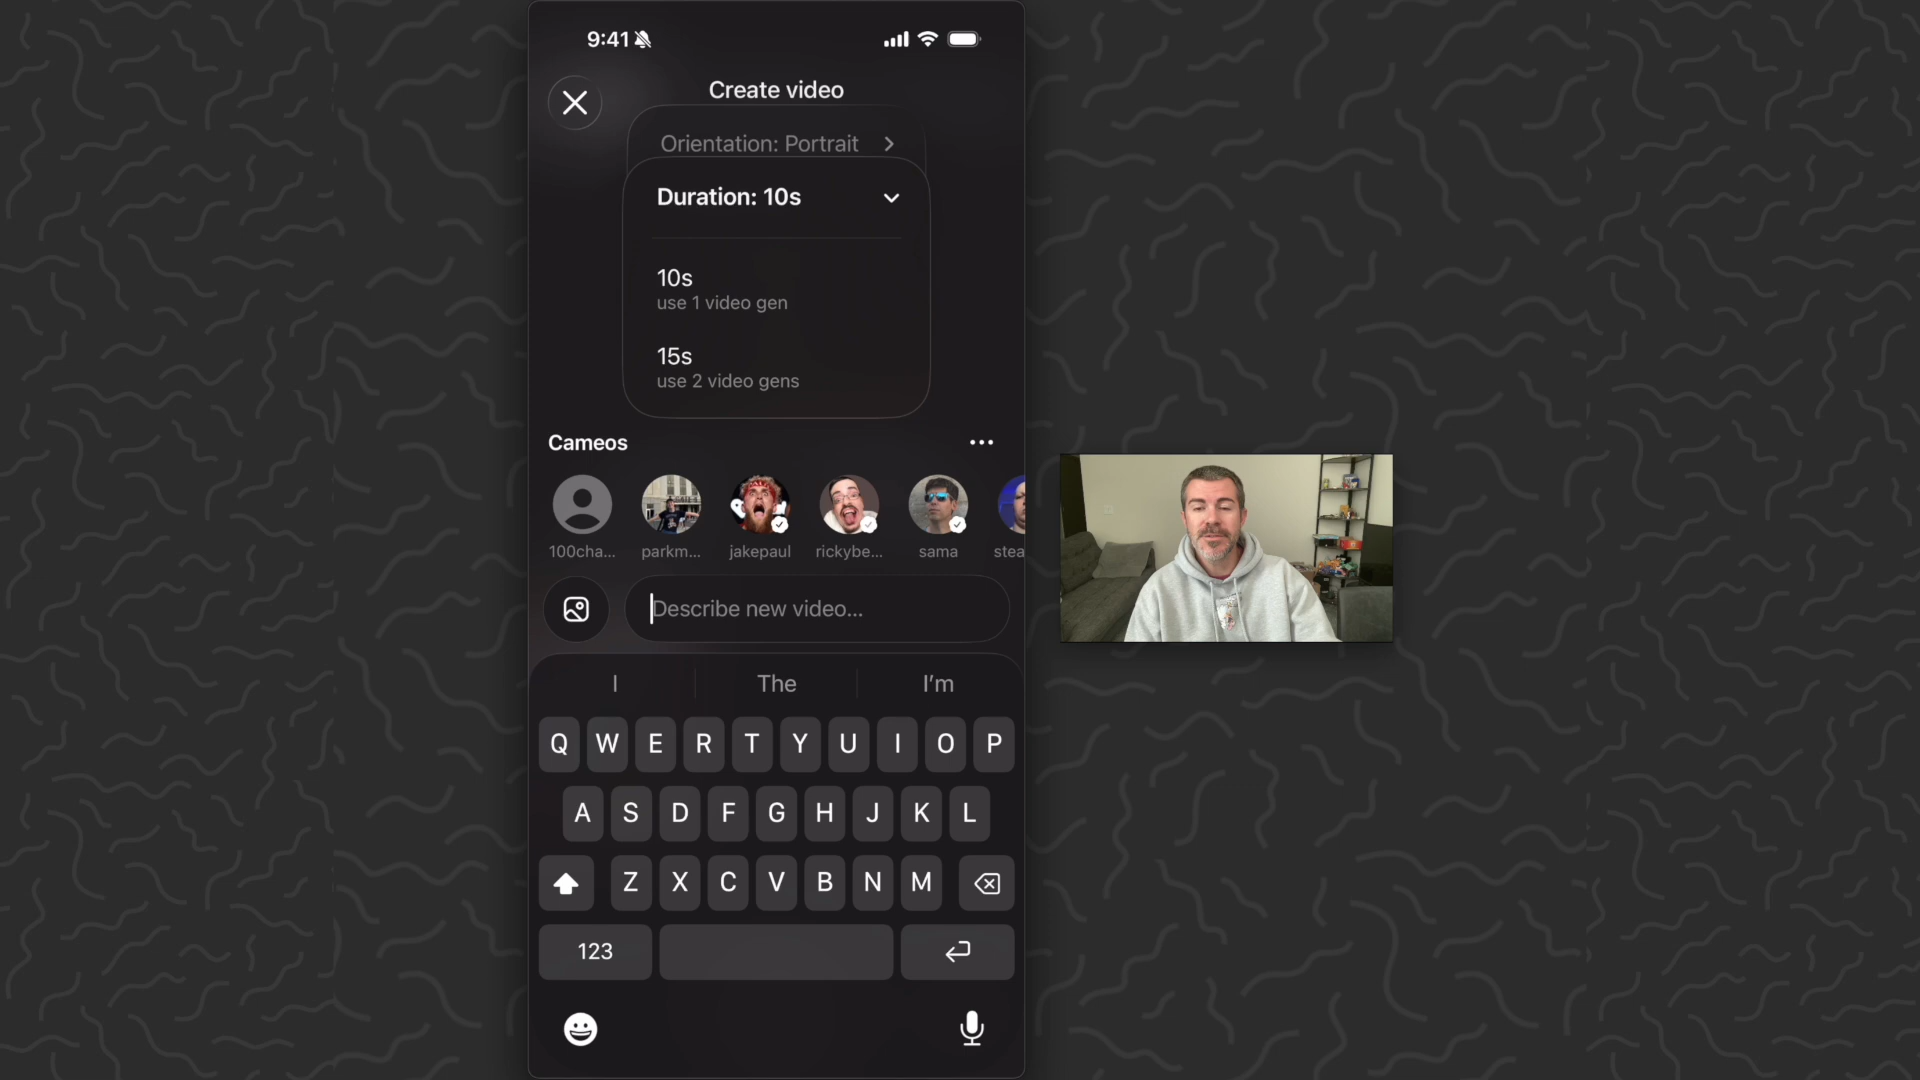 9:41
Create video
Orientation: Portrait
Duration: 10s
10s
use 1 video gen
15s
use 2 video gens
Cameos
100cha...
parkm...
jakepaul
rickybe...
sama
stea
Describe new video...
I
The
I'm
Q W E R T Y U I O P
A S D F G H J K L
Z X C V B N M
123